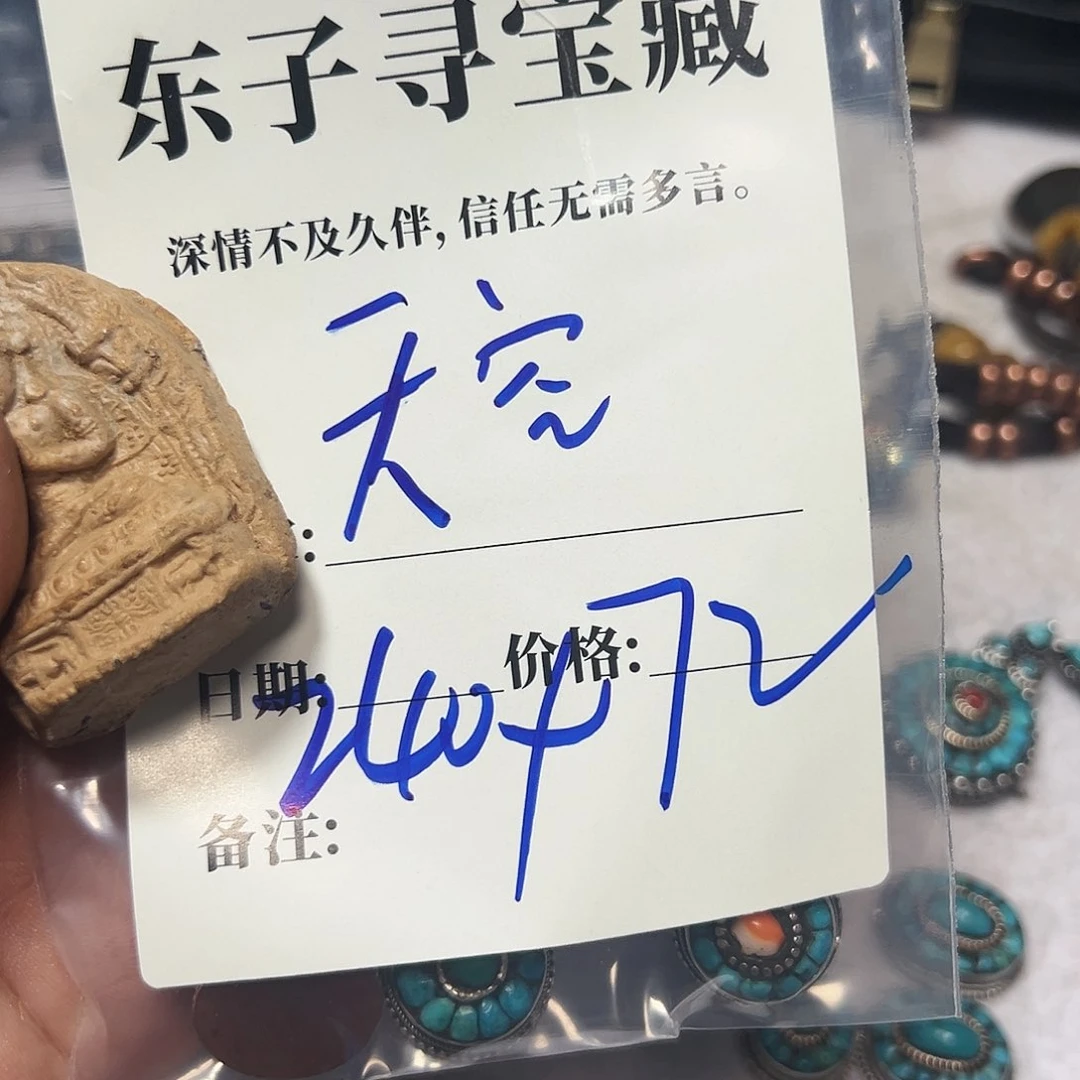 东子寻宝藏
深情不及久伴，信任无需多言。
天空
:
日期: 价格:
备注: